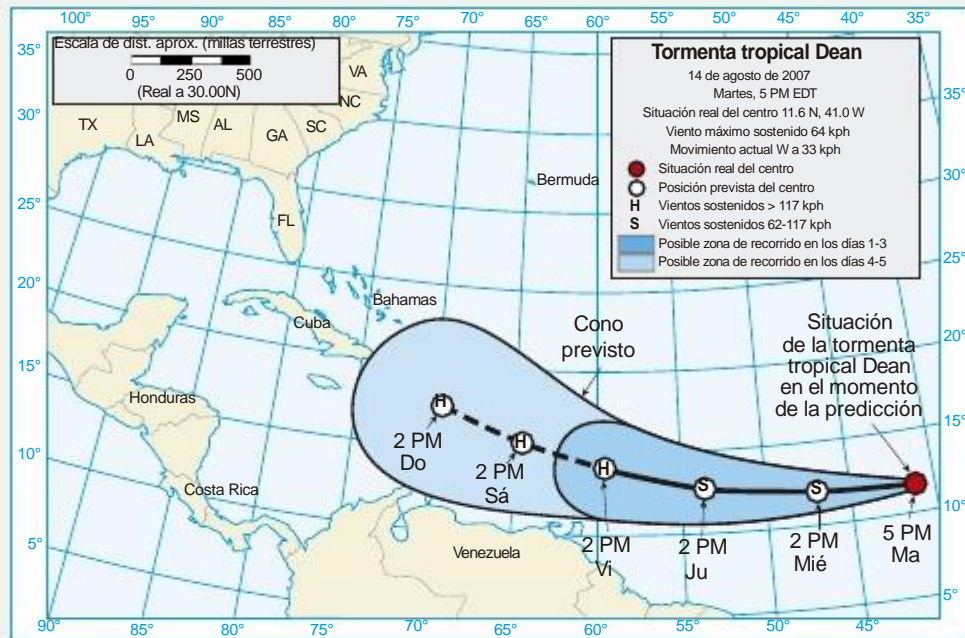 100° 95° 90° 85° 80° 75° 70° 65° 60° 55° 50° 45° 40° 35°
Escala de dist. aprox. (millas terrestres)
0 250 500
(Real a 30.00N)
Tormenta tropical Dean
14 de agosto de 2007
Martes, 5 PM EDT
Situación real del centro 11.6 N, 41.0 W
Viento máximo sostenido 64 kph
Movimiento actual W a 33 kph
Situación real del centro
Posición prevista del centro
H Vientos sostenidos > 117 kph
S Vientos sostenidos 62-117 kph
Posible zona de recorrido en los días 1-3
Posible zona de recorrido en los días 4-5
35°
30°
30°
25°
20°
15°
10°
5°
35°
30°
25°
20°
15°
10°
5°
VA
NC
SC
TX
LA
MS
AL
GA
FL
Bermuda
Bahamas
Cuba
Honduras
Costa Rica
Venezuela
Cono
previsto
Situación
de la tormenta
tropical Dean
en el momento
de la predicción
H
H
H
S
S
2 PM
Do
2 PM
Sá
2 PM
Vi
2 PM
Ju
2 PM
Mié
5 PM
Ma
90° 85° 80° 75° 70° 65° 60° 55° 50° 45°